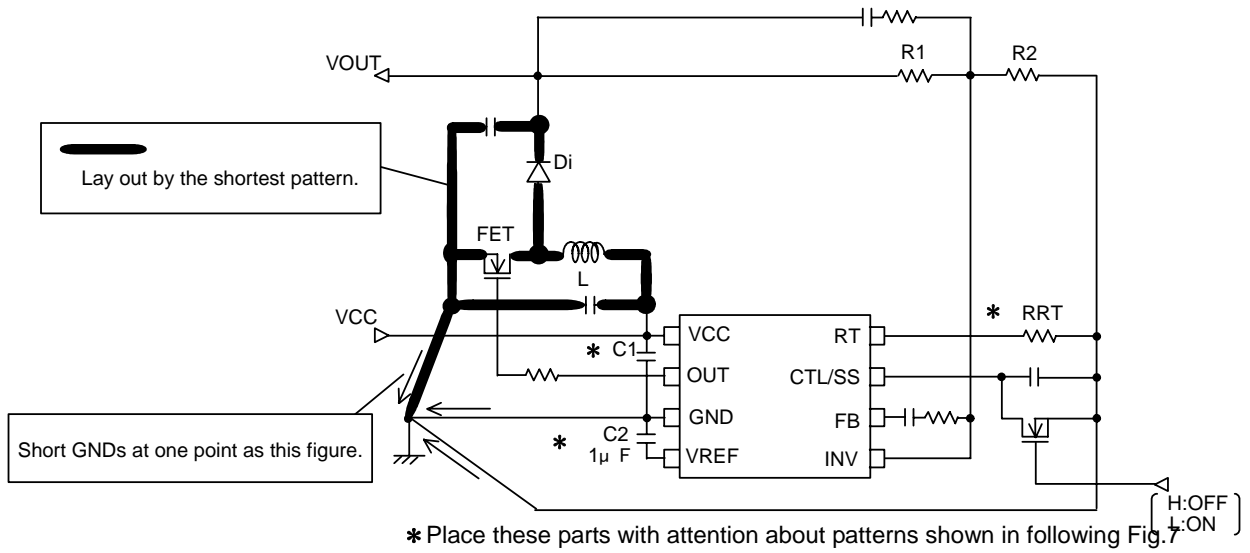 R1
R2
VOUT
Di
Lay out by the shortest pattern.
FET
L
VCC
* C1
VCC
RT
* RRT
OUT
CTL/SS
GND
FB
* C2
1μ F
VREF
INV
Short GNDs at one point as this figure.
H:OFF
L:ON
* Place these parts with attention about patterns shown in following Fig.7